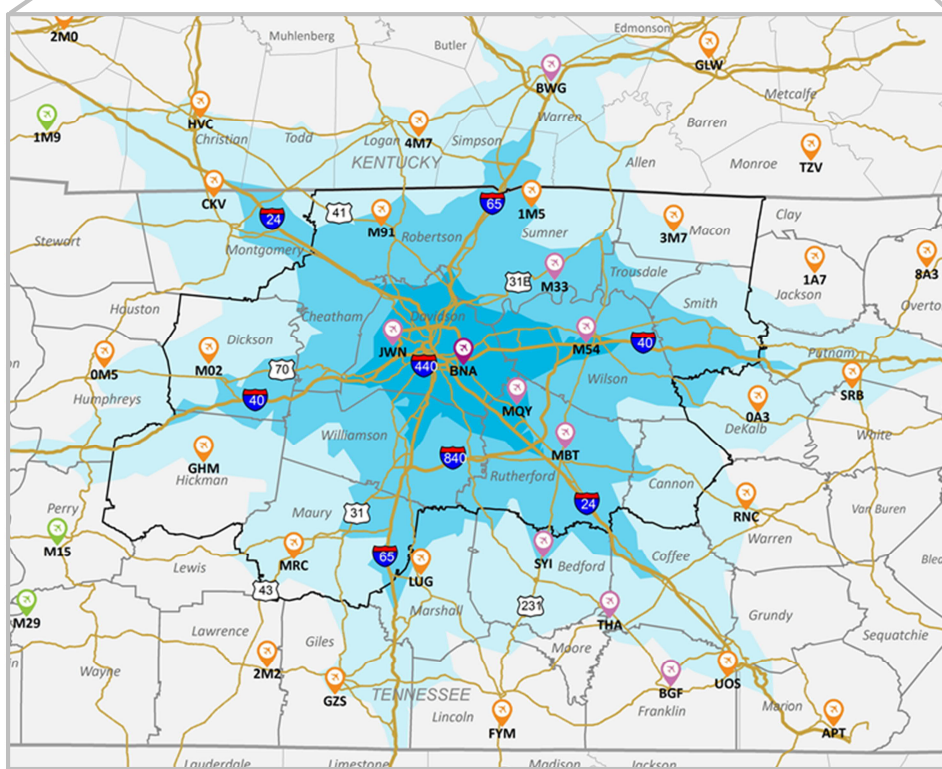 2M0
Muhlenberg
Butler
Edmonson
GLW
BWG
Metcalfe
1M9
HVC
Christian
Todd
Logan
4M7
Simpson
Warren
Barren
KENTUCKY
Allen
Monroe
TZV
CKV
24
41
M91
Robertson
65
1M5
Sumner
3M7
Macon
Clay
Stewart
Montgomery
31E
M33
Trousdale
1A7
Jackson
8A3
Overto
Houston
Cheatham
Davidson
Smith
Dickson
JWN
M54
40
Putnam
0M5
M02
70
440
BNA
SRB
Humphreys
40
MQY
Wilson
0A3
DeKalb
White
Williamson
MBT
GHM
Hickman
840
Rutherford
Cannon
Perry
Maury
31
24
RNC
Warren
Van Buren
M15
MRC
65
LUG
SYI
Bedford
Coffee
Bled
Lewis
43
M29
Marshall
231
THA
Grundy
Lawrence
Giles
Moore
Sequatchie
Wayne
2M2
GZS
TENNESSEE
BGF
UOS
Lincoln
FYM
Franklin
Marion
APT
Lauderdale
Limestone
Madison
Jackson